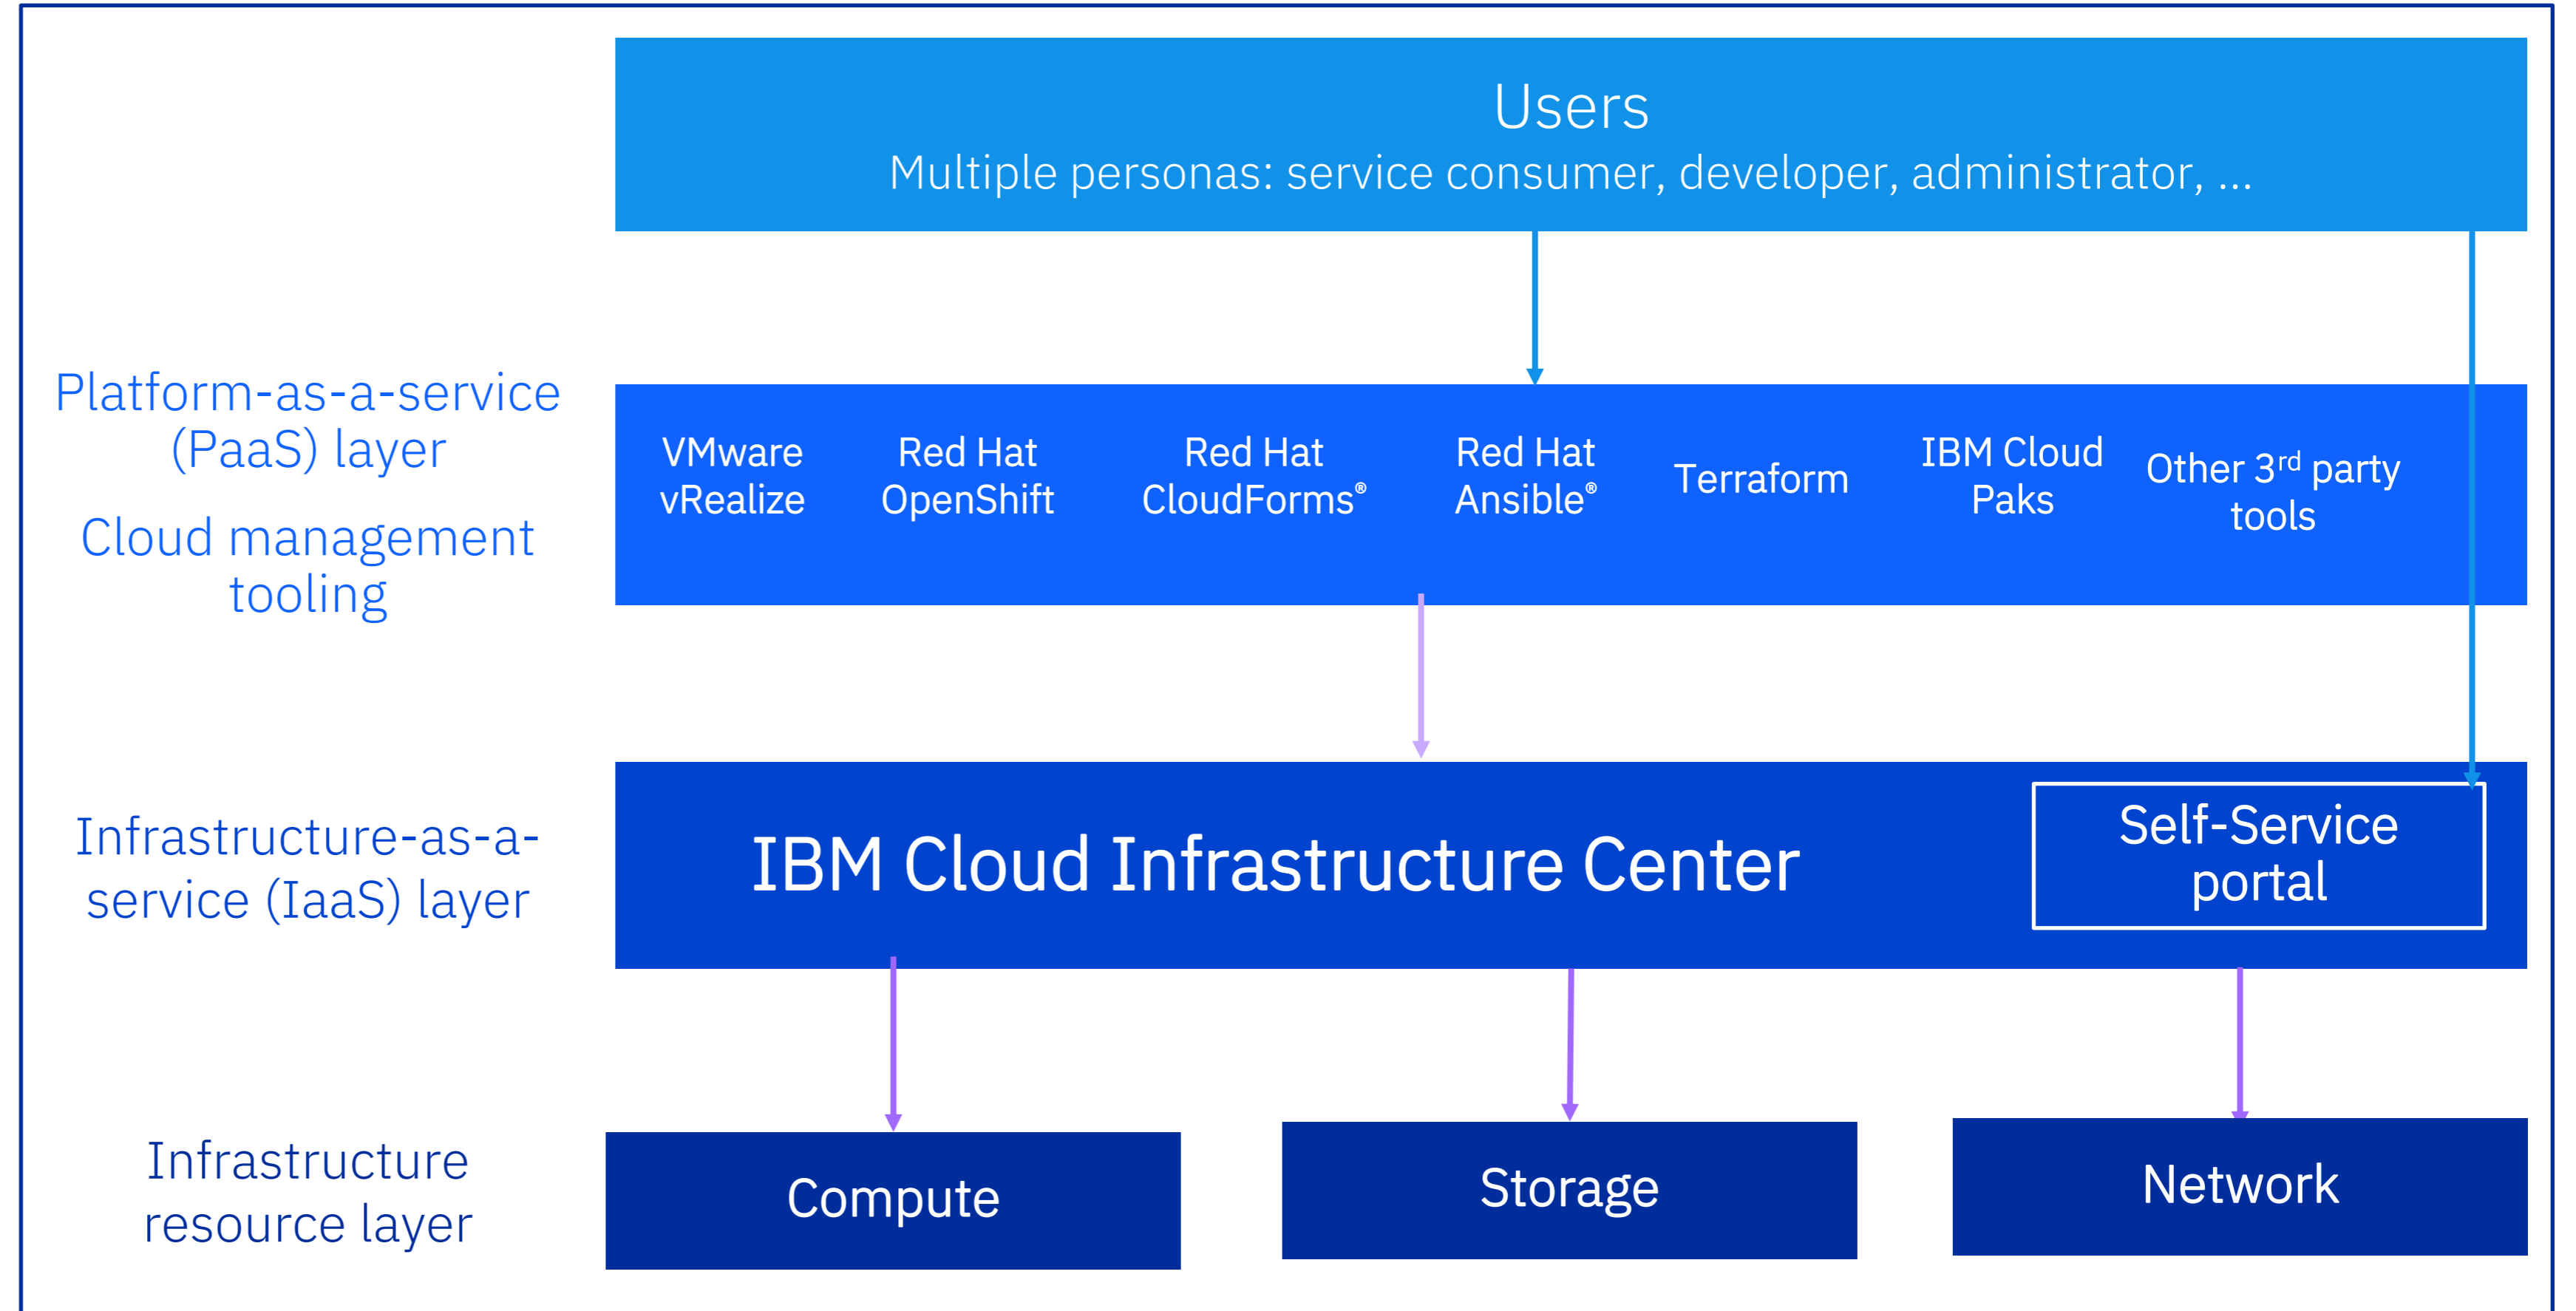 Users
Multiple personas: service consumer, developer, administrator, ...
Platform-as-a-service
(PaaS) layer
Cloud management
tooling
VMware
vRealize
Red Hat
OpenShift
Red Hat
CloudForms®
Red Hat
Ansible®
Terraform
IBM Cloud
Paks
Other 3rd party
tools
Infrastructure-as-a-
service (IaaS) layer
IBM Cloud Infrastructure Center
Self-Service
portal
Infrastructure
resource layer
Compute
Storage
Network